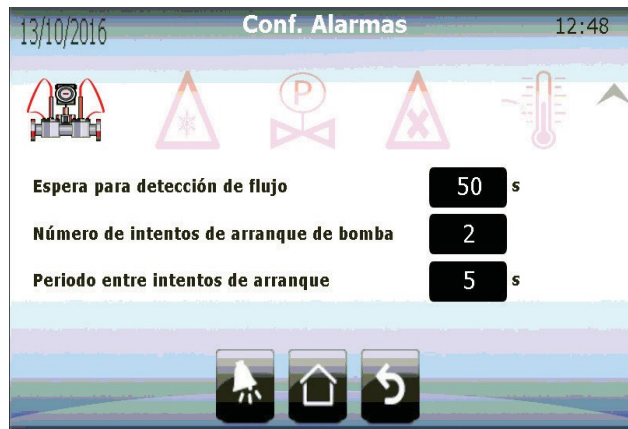 13/10/2016 Conf. Alarmas 12:48
P
Espera para detección de flujo 50 s
Número de intentos de arranque de bomba 2
Periodo entre intentos de arranque 5 s